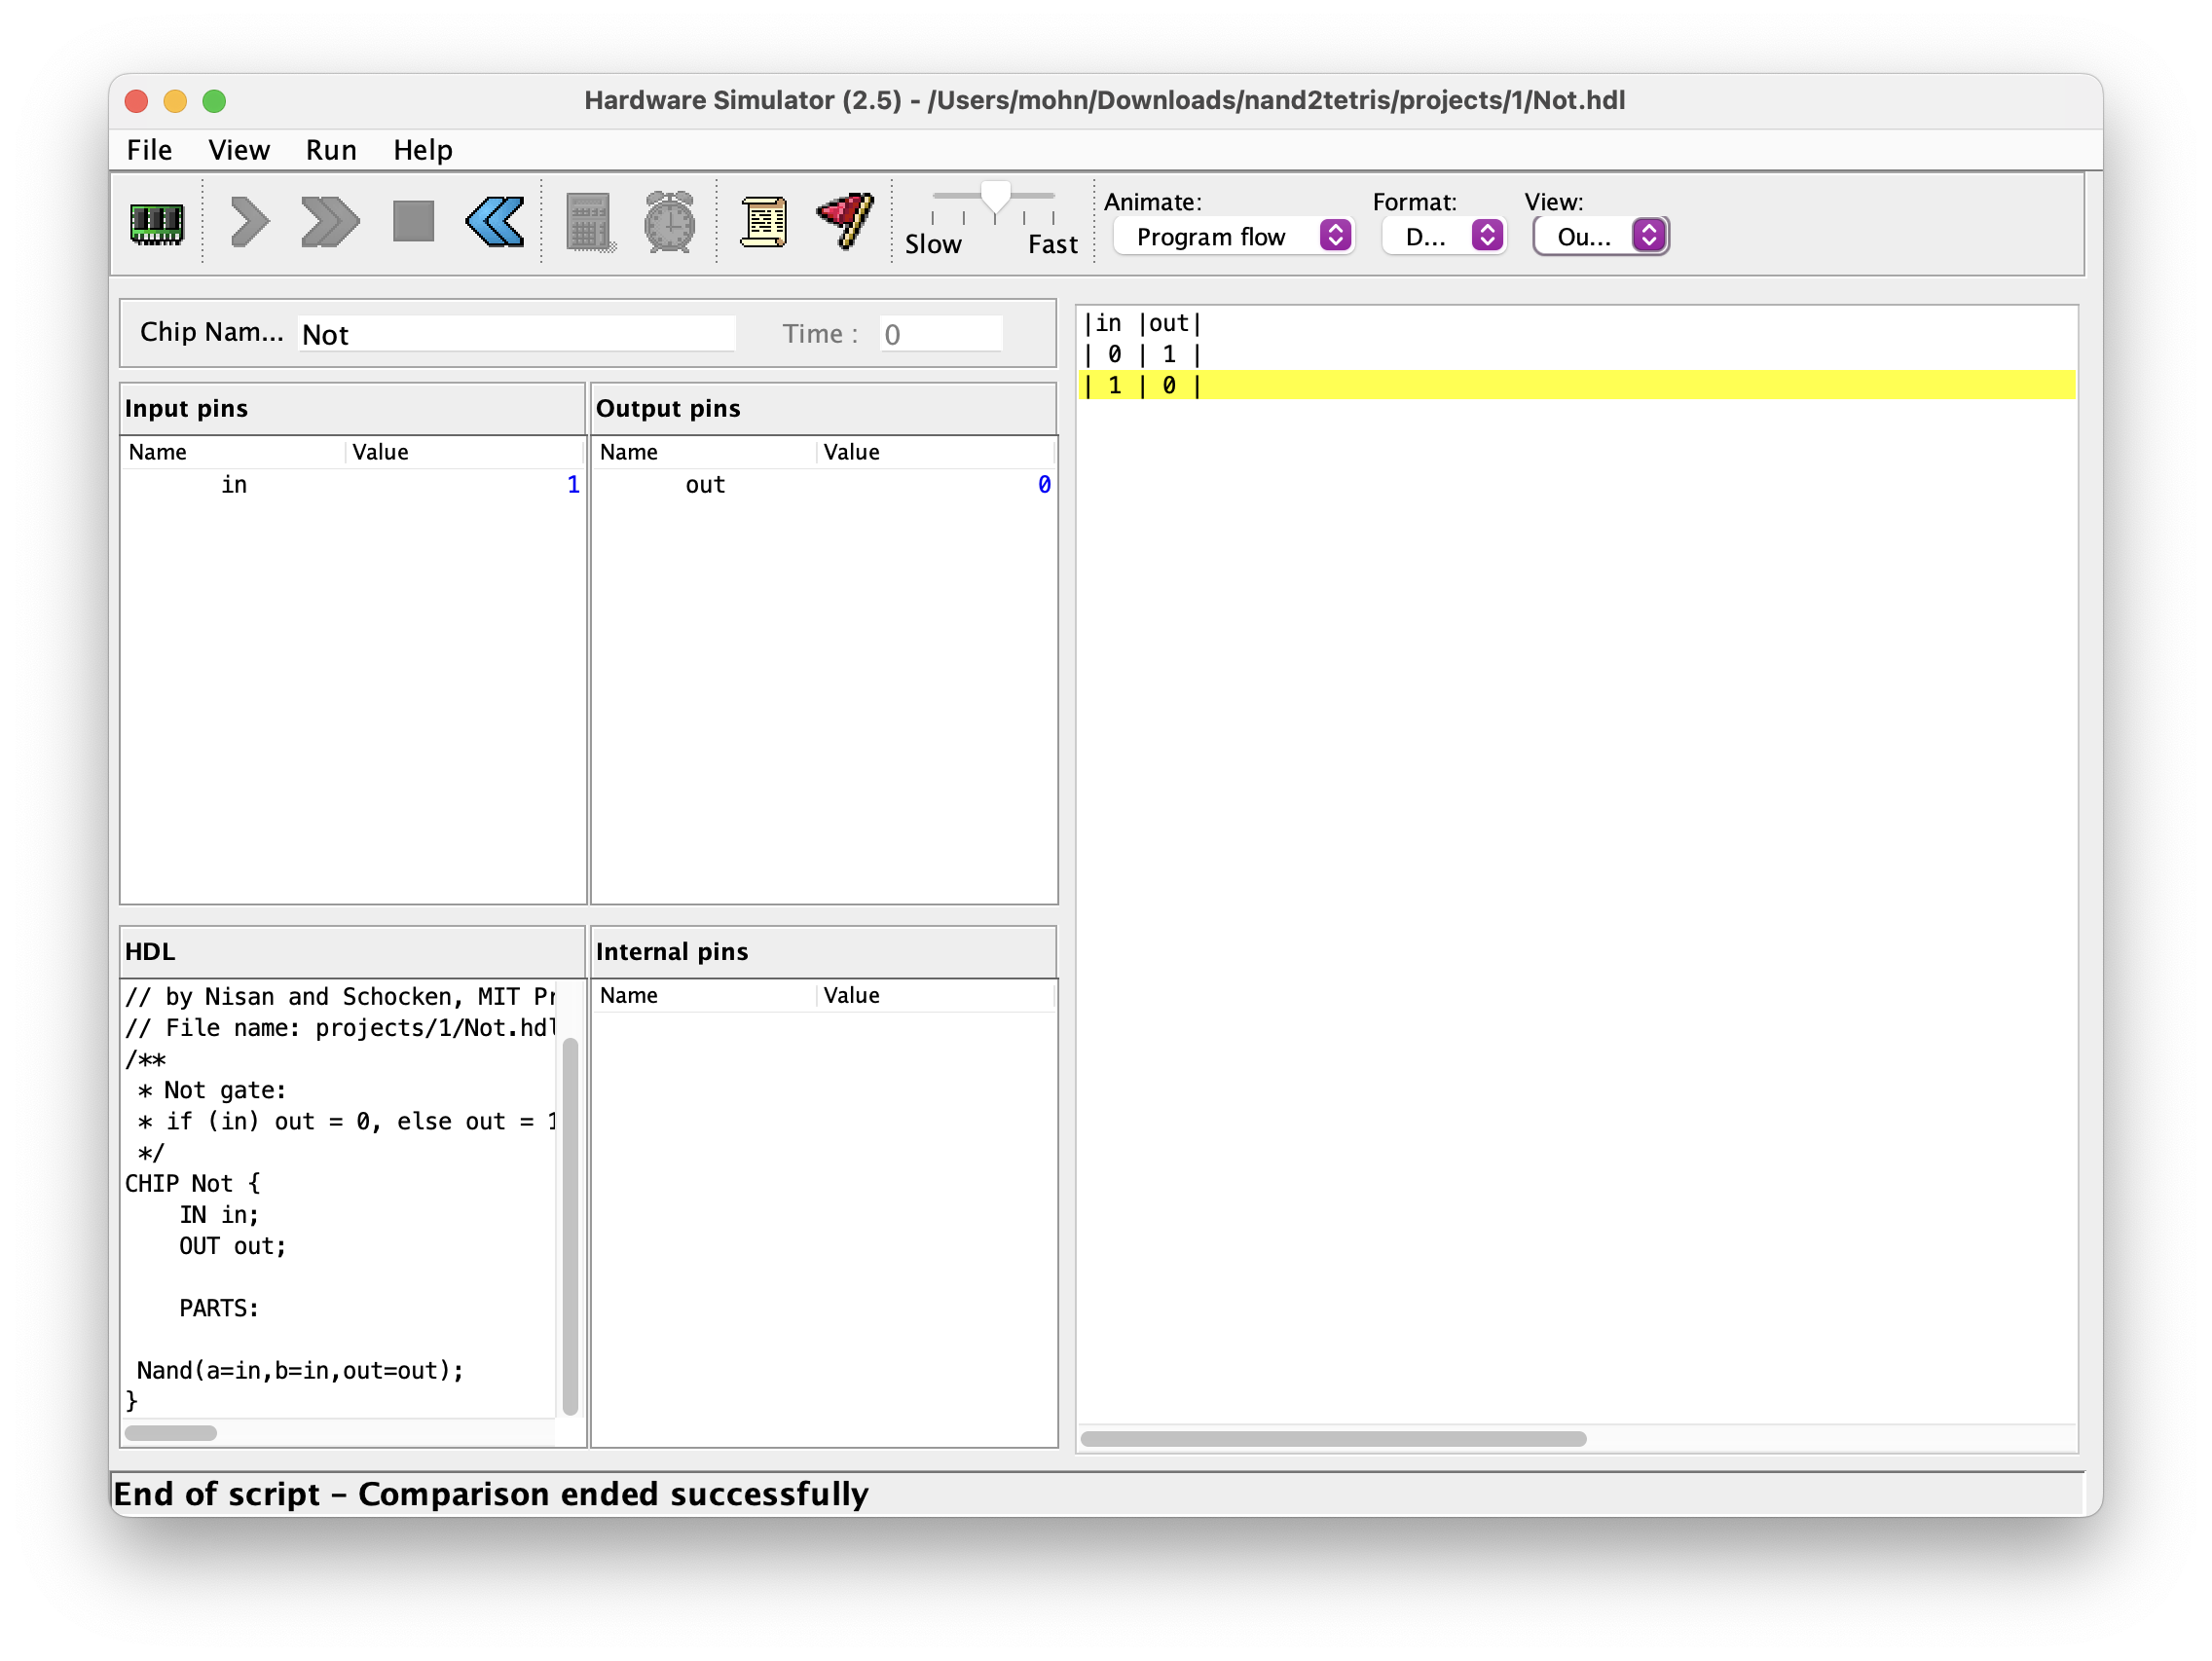 Hardware Simulator (2.5) - /Users/mohn/Downloads/nand2tetris/projects/1/Not.hdl
File View Run Help
Slow Fast
Animate: Format: View:
Program flow D... Ou...
Chip Nam... Not Time : 0
Input pins
Name Value
in 1
Output pins
Name Value
out 0
HDL
// by Nisan and Schocken, MIT Pr
// File name: projects/1/Not.hdl
/**
 * Not gate:
 * if (in) out = 0, else out = 1
 */
CHIP Not {
    IN in;
    OUT out;
    PARTS:
 Nand(a=in,b=in,out=out);
}
Internal pins
Name Value
|in |out|
| 0 | 1 |
| 1 | 0 |
End of script - Comparison ended successfully